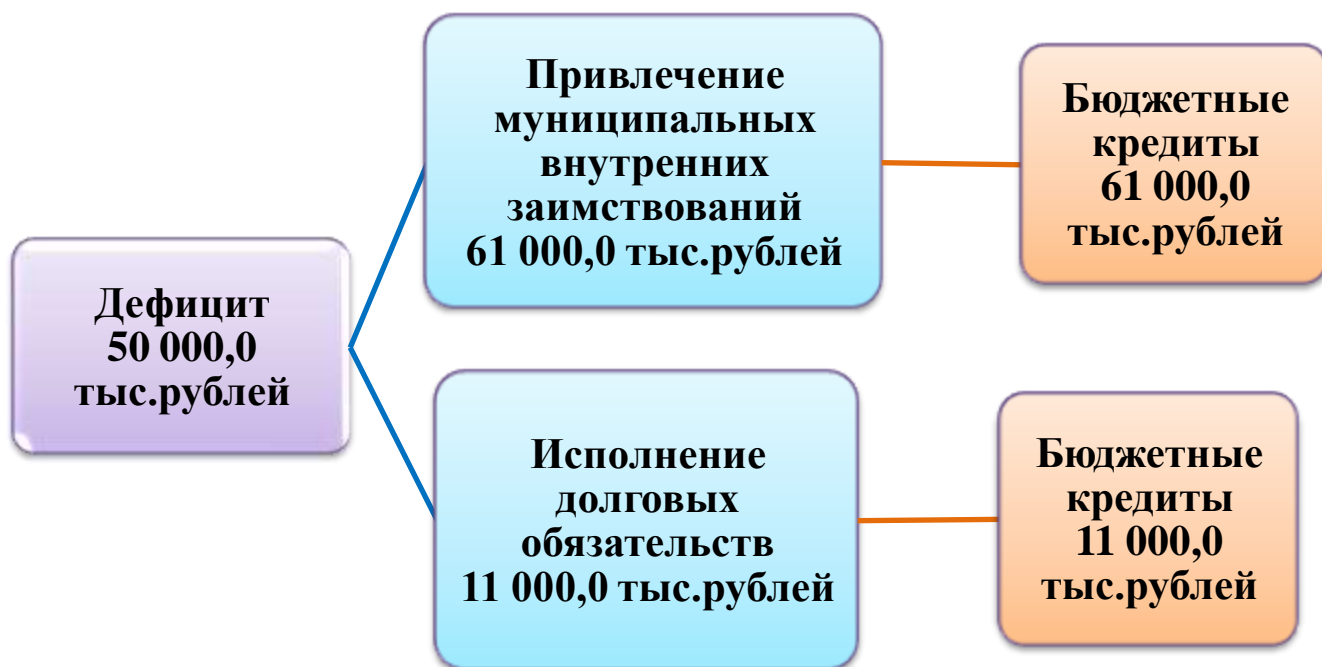 Дефицит
50 000,0
тыс.рублей
Привлечение
муниципальных
внутренних
заимствований
61 000,0 тыс.рублей
Бюджетные
кредиты
61 000,0
тыс.рублей
Исполнение
долговых
обязательств
11 000,0 тыс.рублей
Бюджетные
кредиты
11 000,0
тыс.рублей